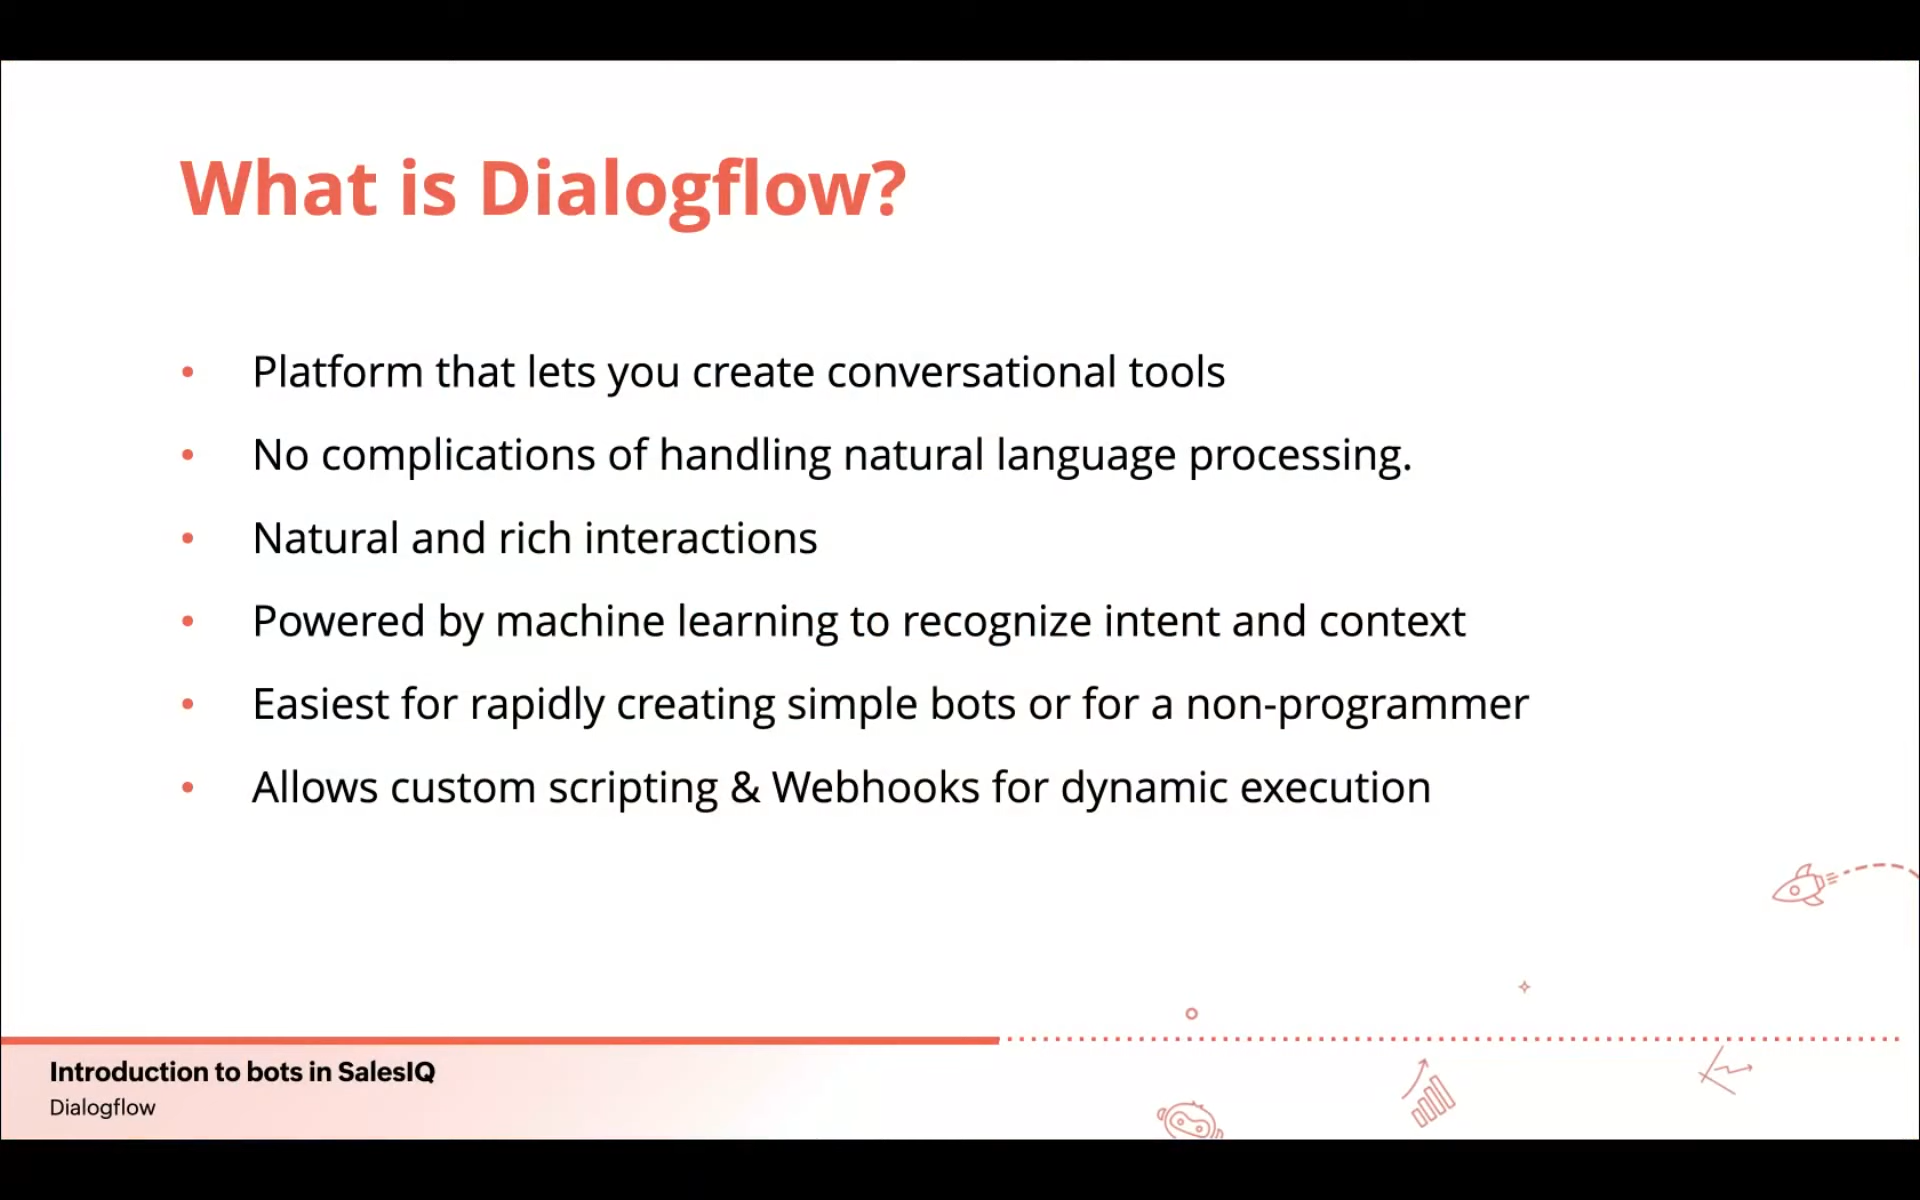 What is Dialogflow?
• Platform that lets you create conversational tools
• No complications of handling natural language processing.
• Natural and rich interactions
• Powered by machine learning to recognize intent and context
• Easiest for rapidly creating simple bots or for a non-programmer
• Allows custom scripting & Webhooks for dynamic execution
Introduction to bots in SalesIQ
Dialogflow